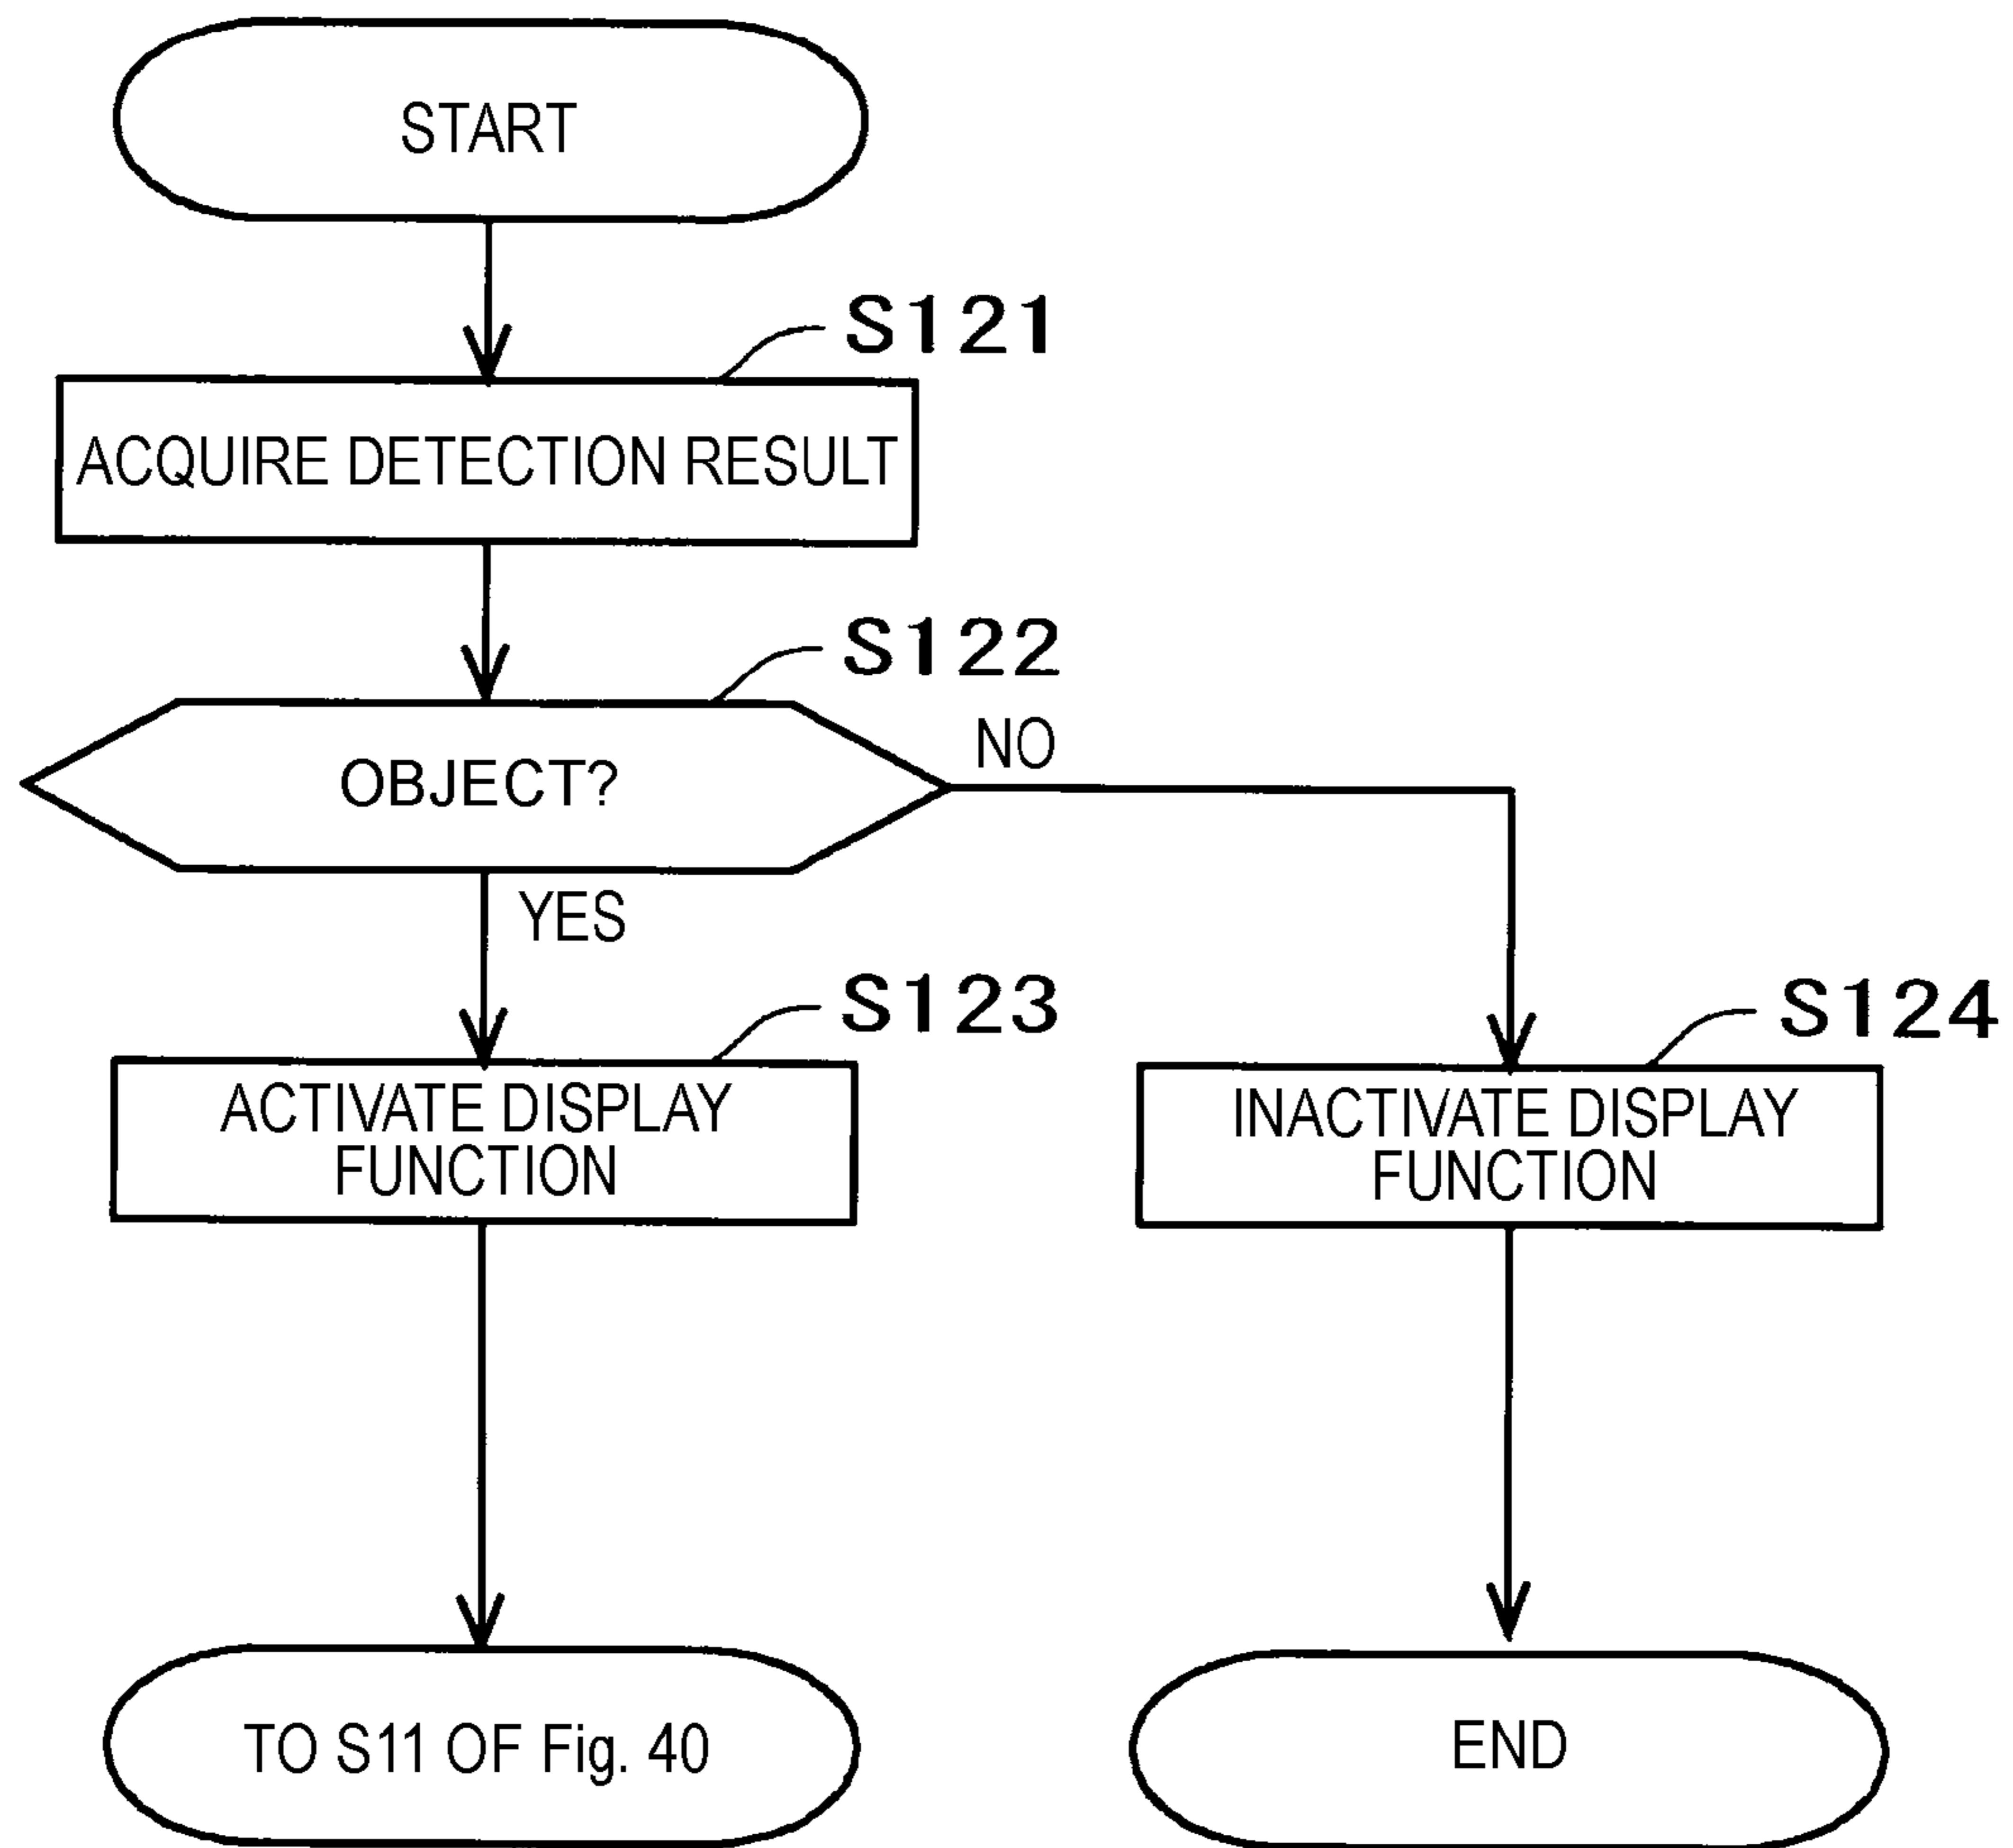 START
S121
ACQUIRE DETECTION RESULT
S122
OBJECT?
NO
YES
S123
ACTIVATE DISPLAY
FUNCTION
S124
INACTIVATE DISPLAY
FUNCTION
TO S11 OF Fig. 40
END